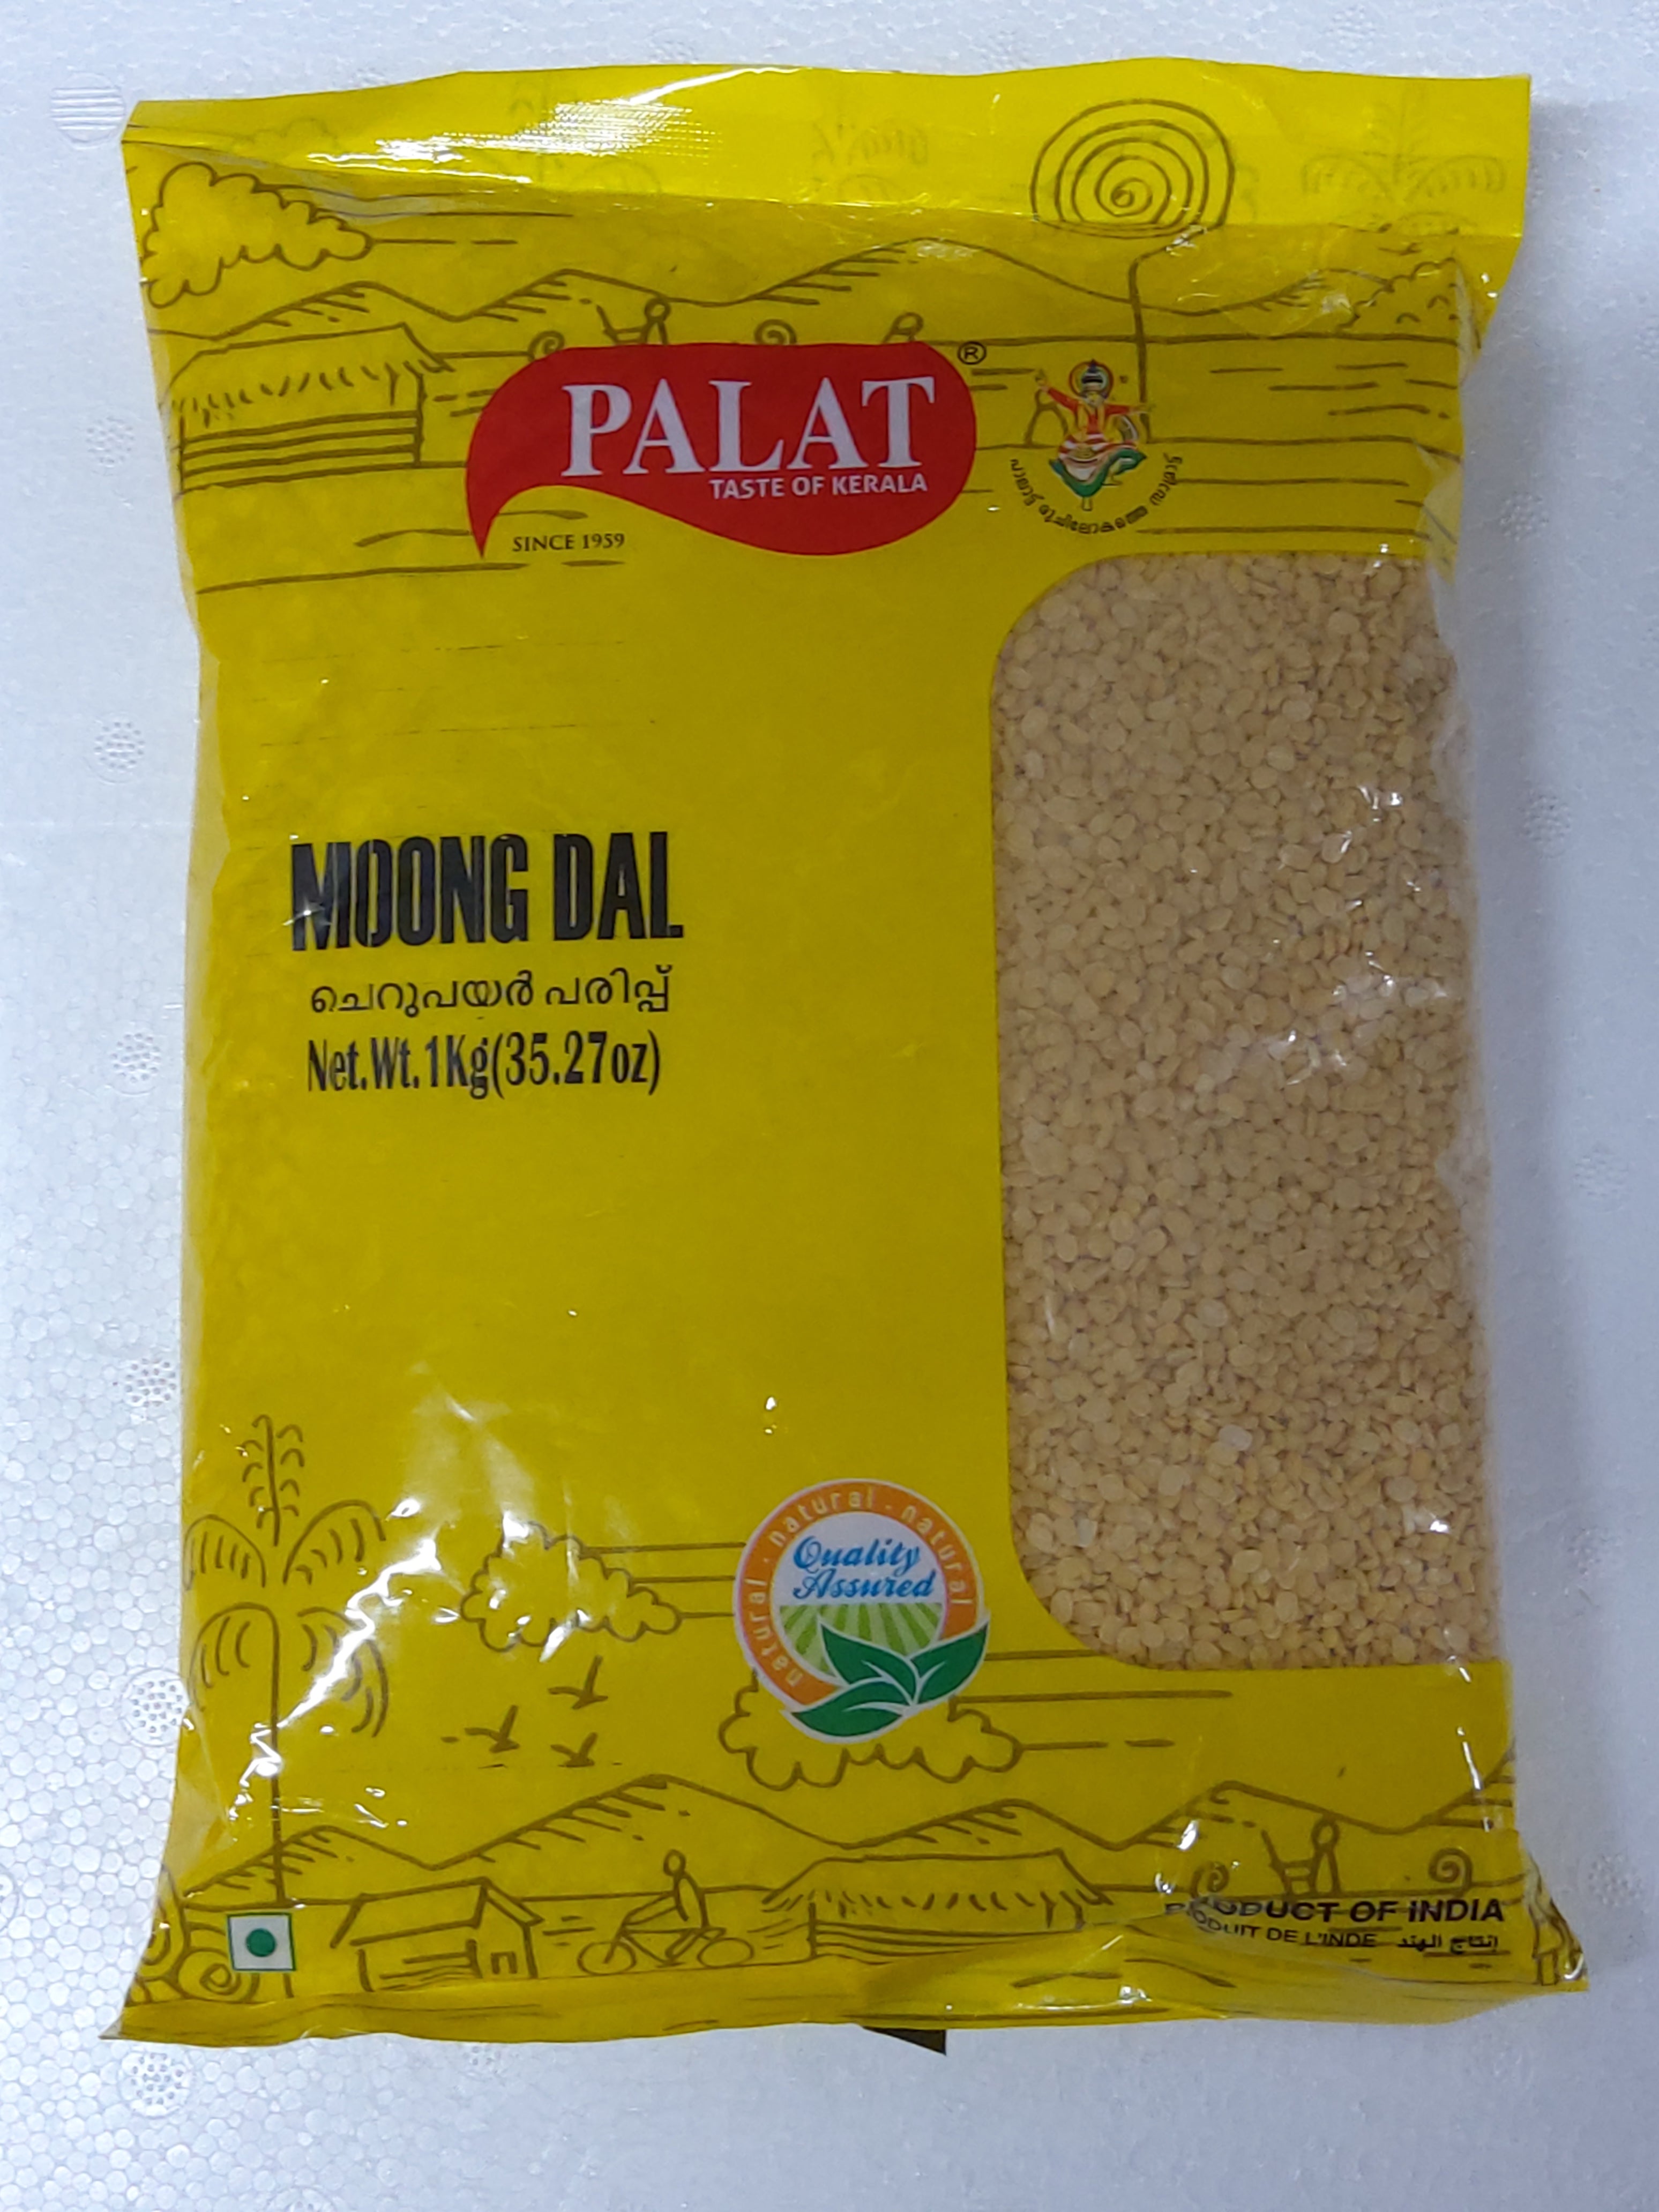 PALAT
®
TASTE OF KERALA
SINCE 1959
MOONG DAL
ചെറുപയർ പരിപ്പ്
Net.Wt.1Kg(35.27oz)
natural . natural . natural
Quality
Assured
PRODUCT OF INDIA
PRODUIT DE L'INDE إنتاج الهند